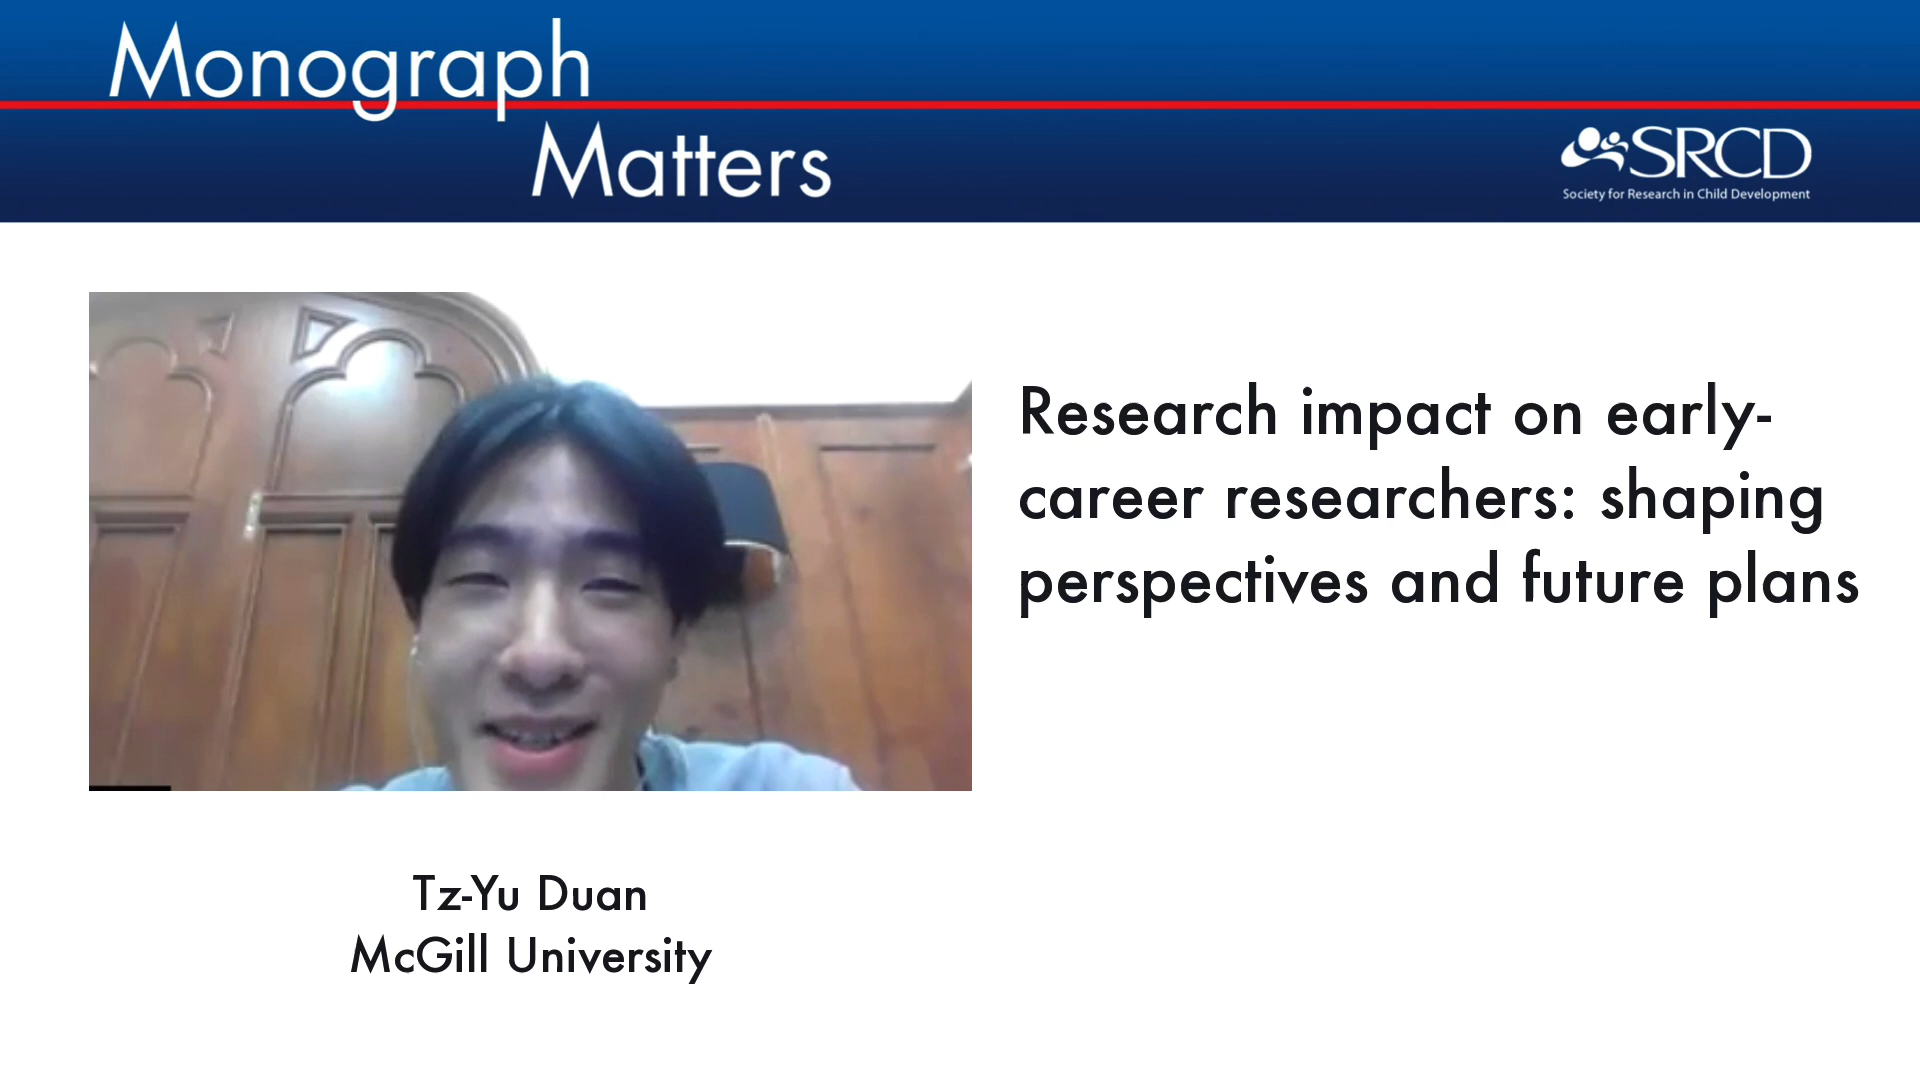 Monograph
Matters
SRCD
Society for Research in Child Development
Research impact on early-
career researchers: shaping
perspectives and future plans
Tz-Yu Duan
McGill University